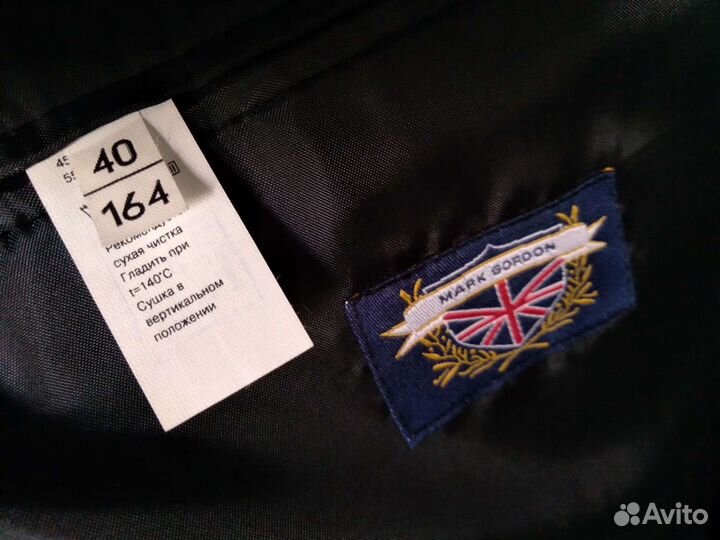 40
164
сухая чистка
Гладить при
t=140°C
Сушка в
вертикальном
положении
MARK GORDON
Avito